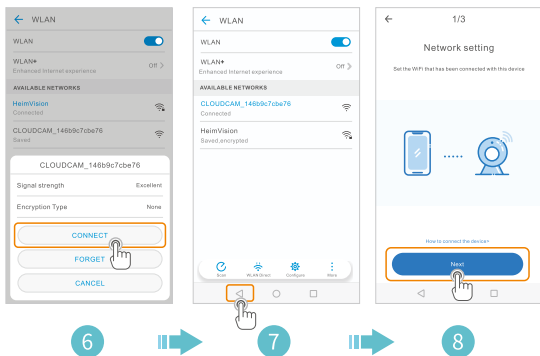 WLAN
WLAN
WLAN+
Enhanced Internet experience
Off
AVAILABLE NETWORKS
HeimVision
Connected
CLOUDCAM_146b9c7cbe76
Saved
CLOUDCAM_146b9c7cbe76
Signal strength Excellent
Encryption Type None
CONNECT
FORGET
CANCEL
6
WLAN
WLAN
WLAN+
Enhanced Internet experience
Off
AVAILABLE NETWORKS
CLOUDCAM_146b9c7cbe76
Connected
HeimVision
Saved,encrypted
Scan WLAN Direct Configure More
7
1/3
Network setting
Set the WiFi that has been connected with this device
How to connect the device>
Next
8